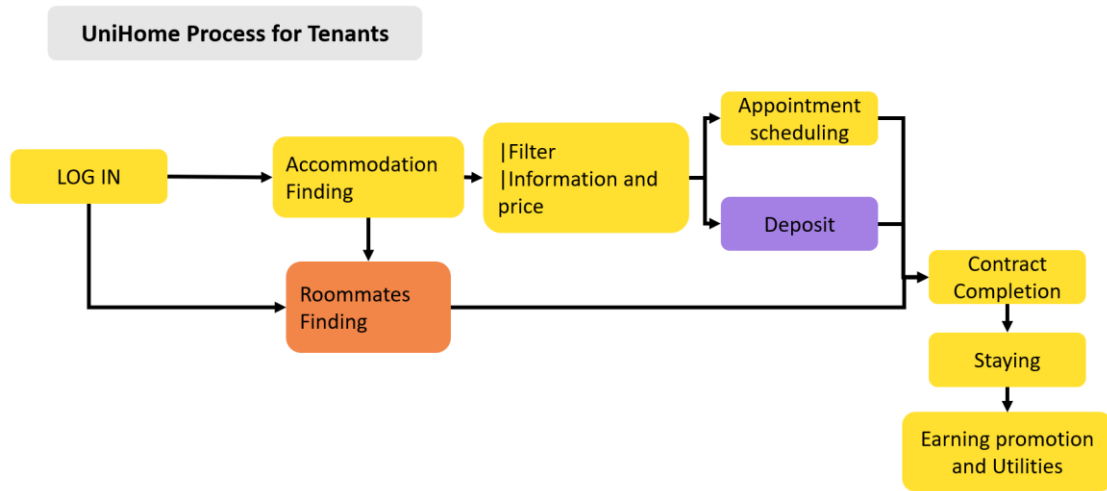 UniHome Process for Tenants
LOG IN
Accommodation
Finding
|Filter
|Information and
price
Appointment
scheduling
Deposit
Roommates
Finding
Contract
Completion
Staying
Earning promotion
and Utilities